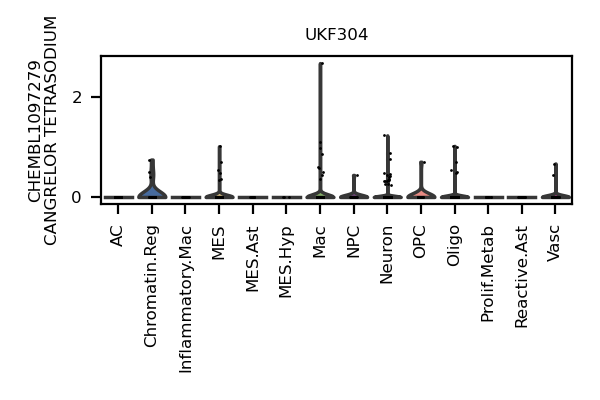 UKF304
CHEMBL1097279
CANGRELOR TETRASODIUM
2
0
AC
Chromatin.Reg
Inflammatory.Mac
MES
MES.Ast
MES.Hyp
Mac
NPC
Neuron
OPC
Oligo
Prolif.Metab
Reactive.Ast
Vasc